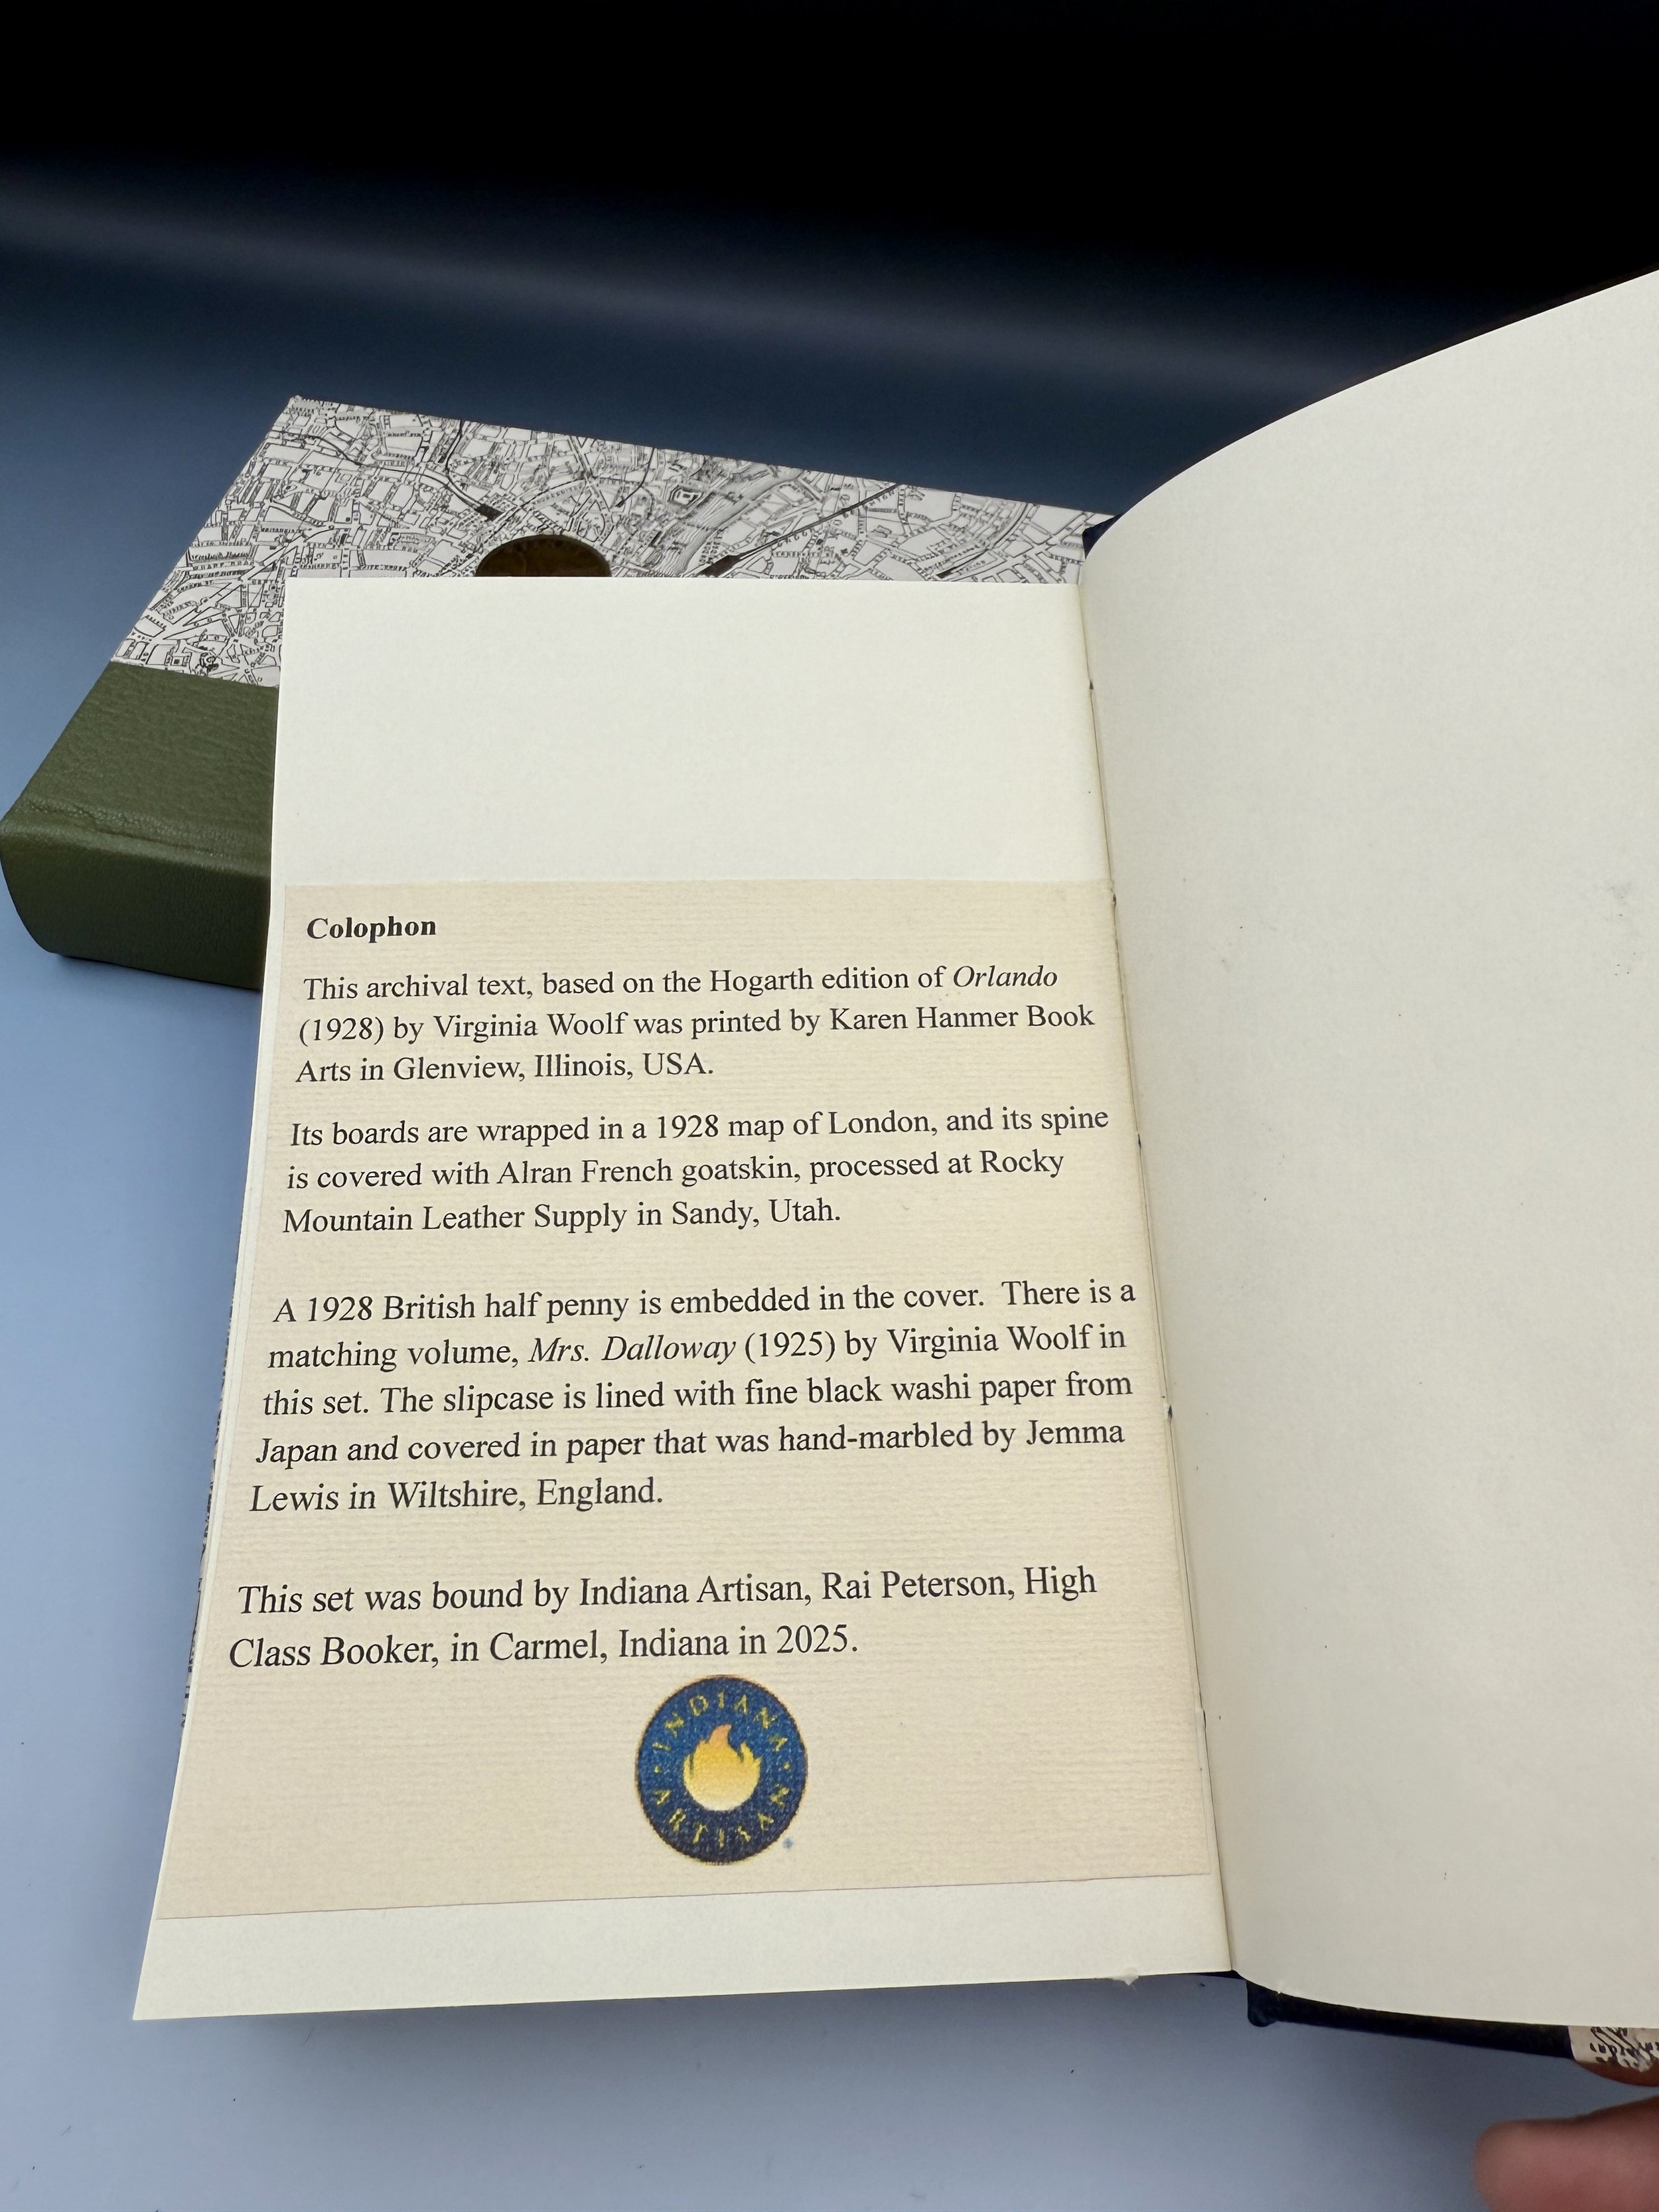 Colophon
This archival text, based on the Hogarth edition of Orlando
(1928) by Virginia Woolf was printed by Karen Hanmer Book
Arts in Glenview, Illinois, USA.
Its boards are wrapped in a 1928 map of London, and its spine
is covered with Alran French goatskin, processed at Rocky
Mountain Leather Supply in Sandy, Utah.
A 1928 British half penny is embedded in the cover.  There is a
matching volume, Mrs. Dalloway (1925) by Virginia Woolf in
this set. The slipcase is lined with fine black washi paper from
Japan and covered in paper that was hand-marbled by Jemma
Lewis in Wiltshire, England.
This set was bound by Indiana Artisan, Rai Peterson, High
Class Booker, in Carmel, Indiana in 2025.
INDIANA
ARTISAN